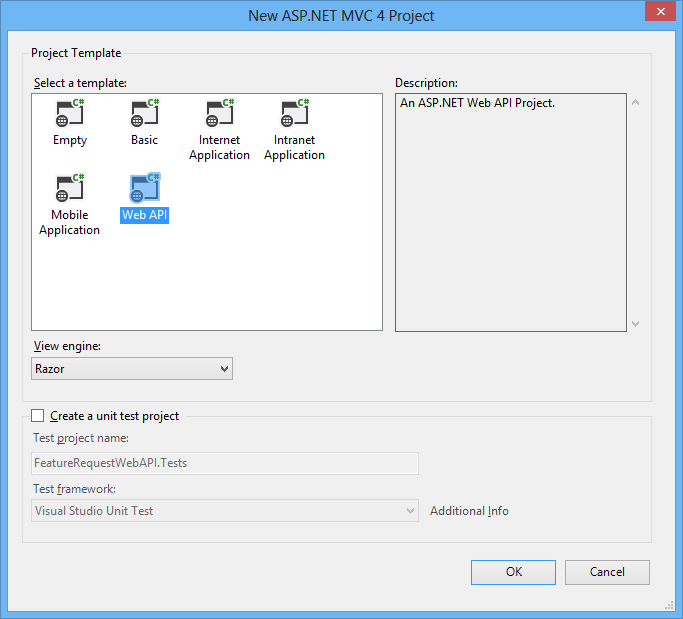 New ASP.NET MVC 4 Project
Project Template
Select a template:
Description:
C#
C#
C#
C#
Empty
Basic
Internet
Application
Intranet
Application
C#
C#
Mobile
Application
Web API
An ASP.NET Web API Project.
View engine:
Razor
Create a unit test project
Test project name:
FeatureRequestWebAPI.Tests
Test framework:
Visual Studio Unit Test
Additional Info
OK
Cancel